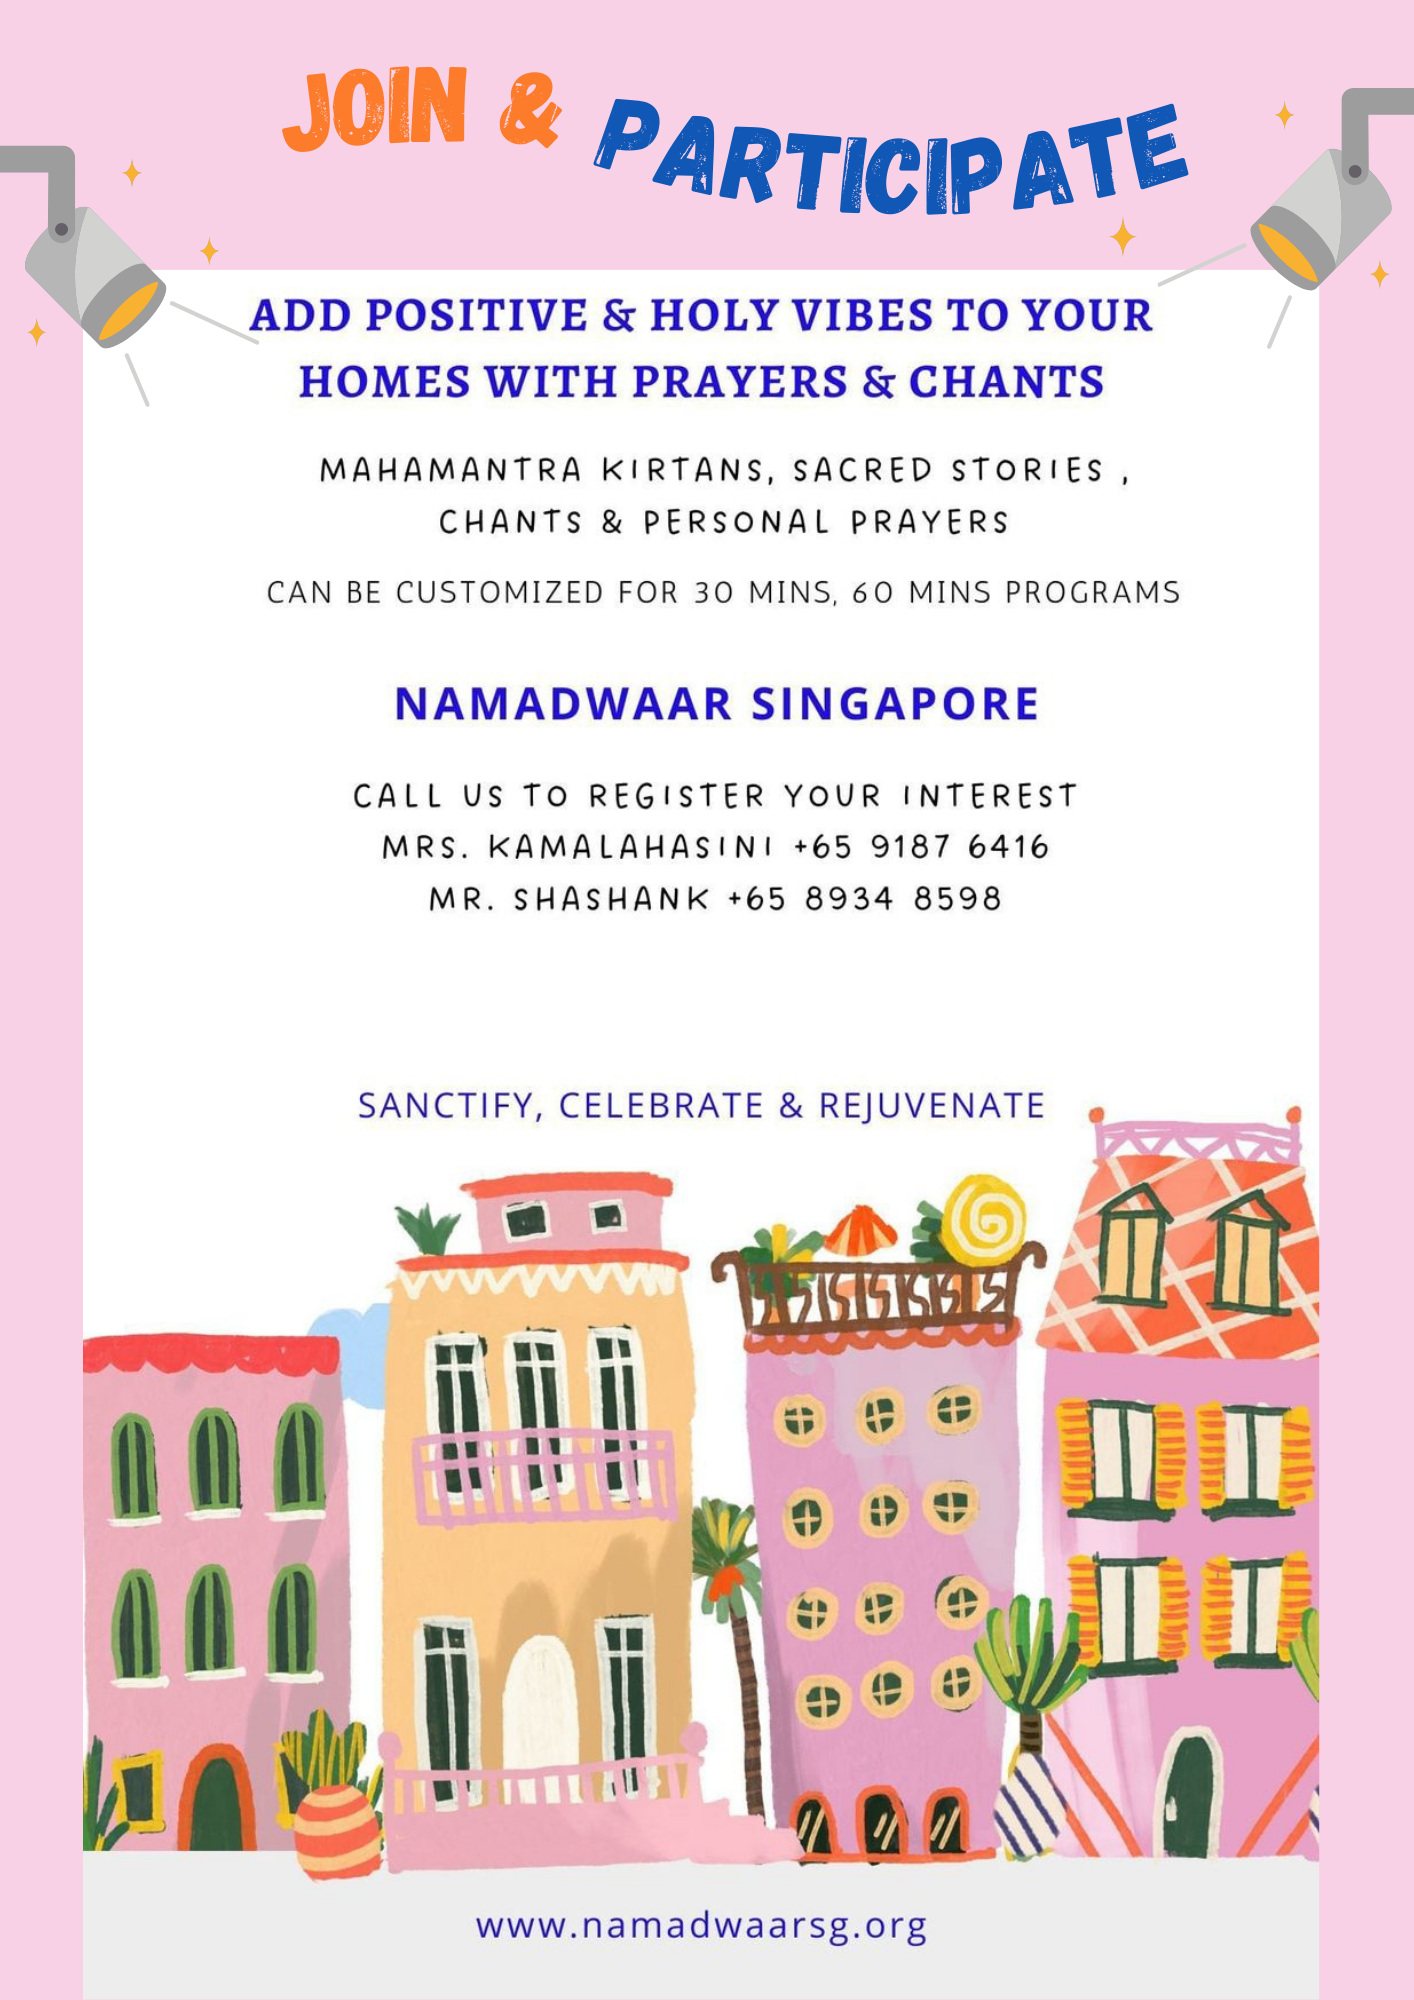 JOIN & PARTICIPATE
ADD POSITIVE & HOLY VIBES TO YOUR
HOMES WITH PRAYERS & CHANTS
MAHAMANTRA KIRTANS, SACRED STORIES ,
CHANTS & PERSONAL PRAYERS
CAN BE CUSTOMIZED FOR 30 MINS, 60 MINS PROGRAMS
NAMADWAAR SINGAPORE
CALL US TO REGISTER YOUR INTEREST
MRS. KAMALAHASINI +65 9187 6416
MR. SHASHANK +65 8934 8598
SANCTIFY, CELEBRATE & REJUVENATE
www.namadwaarsg.org